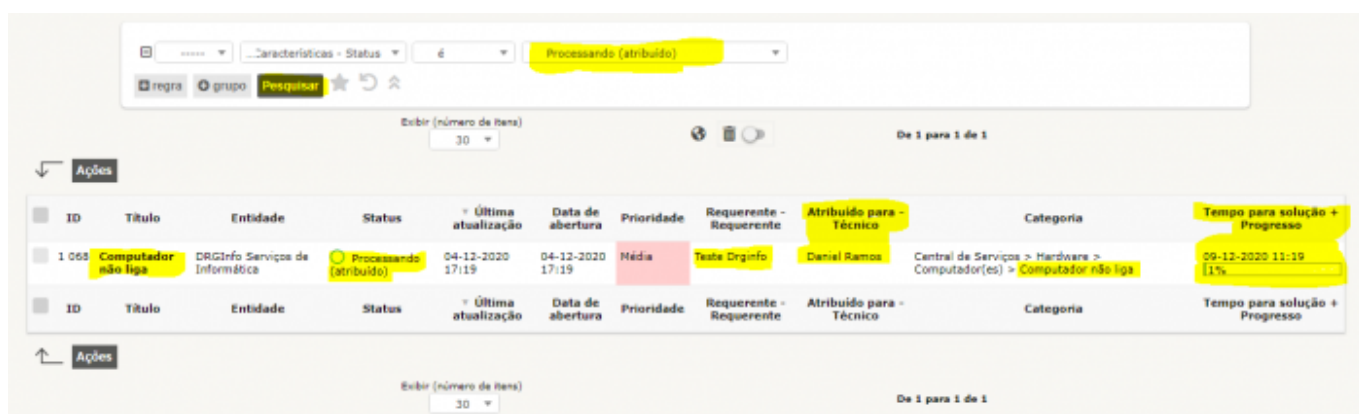 ----- ...Características - Status é Processando (atribuído)
regra grupo Pesquisar
Exibir (número de itens)
30 De 1 para 1 de 1
Ações
ID Título Entidade Status Última atualização Data de abertura Prioridade Requerente - Requerente Atribuído para - Técnico Categoria Tempo para solução + Progresso
1 068 Computador não liga DRGInfo Serviços de Informática Processando (atribuído) 04-12-2020 17:19 04-12-2020 17:19 Média Teste Drginfo Daniel Ramos Central de Serviços > Hardware > Computador(es) > Computador não liga 09-12-2020 11:19 1%
ID Título Entidade Status Última atualização Data de abertura Prioridade Requerente - Requerente Atribuído para - Técnico Categoria Tempo para solução + Progresso
Ações
Exibir (número de itens)
30 De 1 para 1 de 1